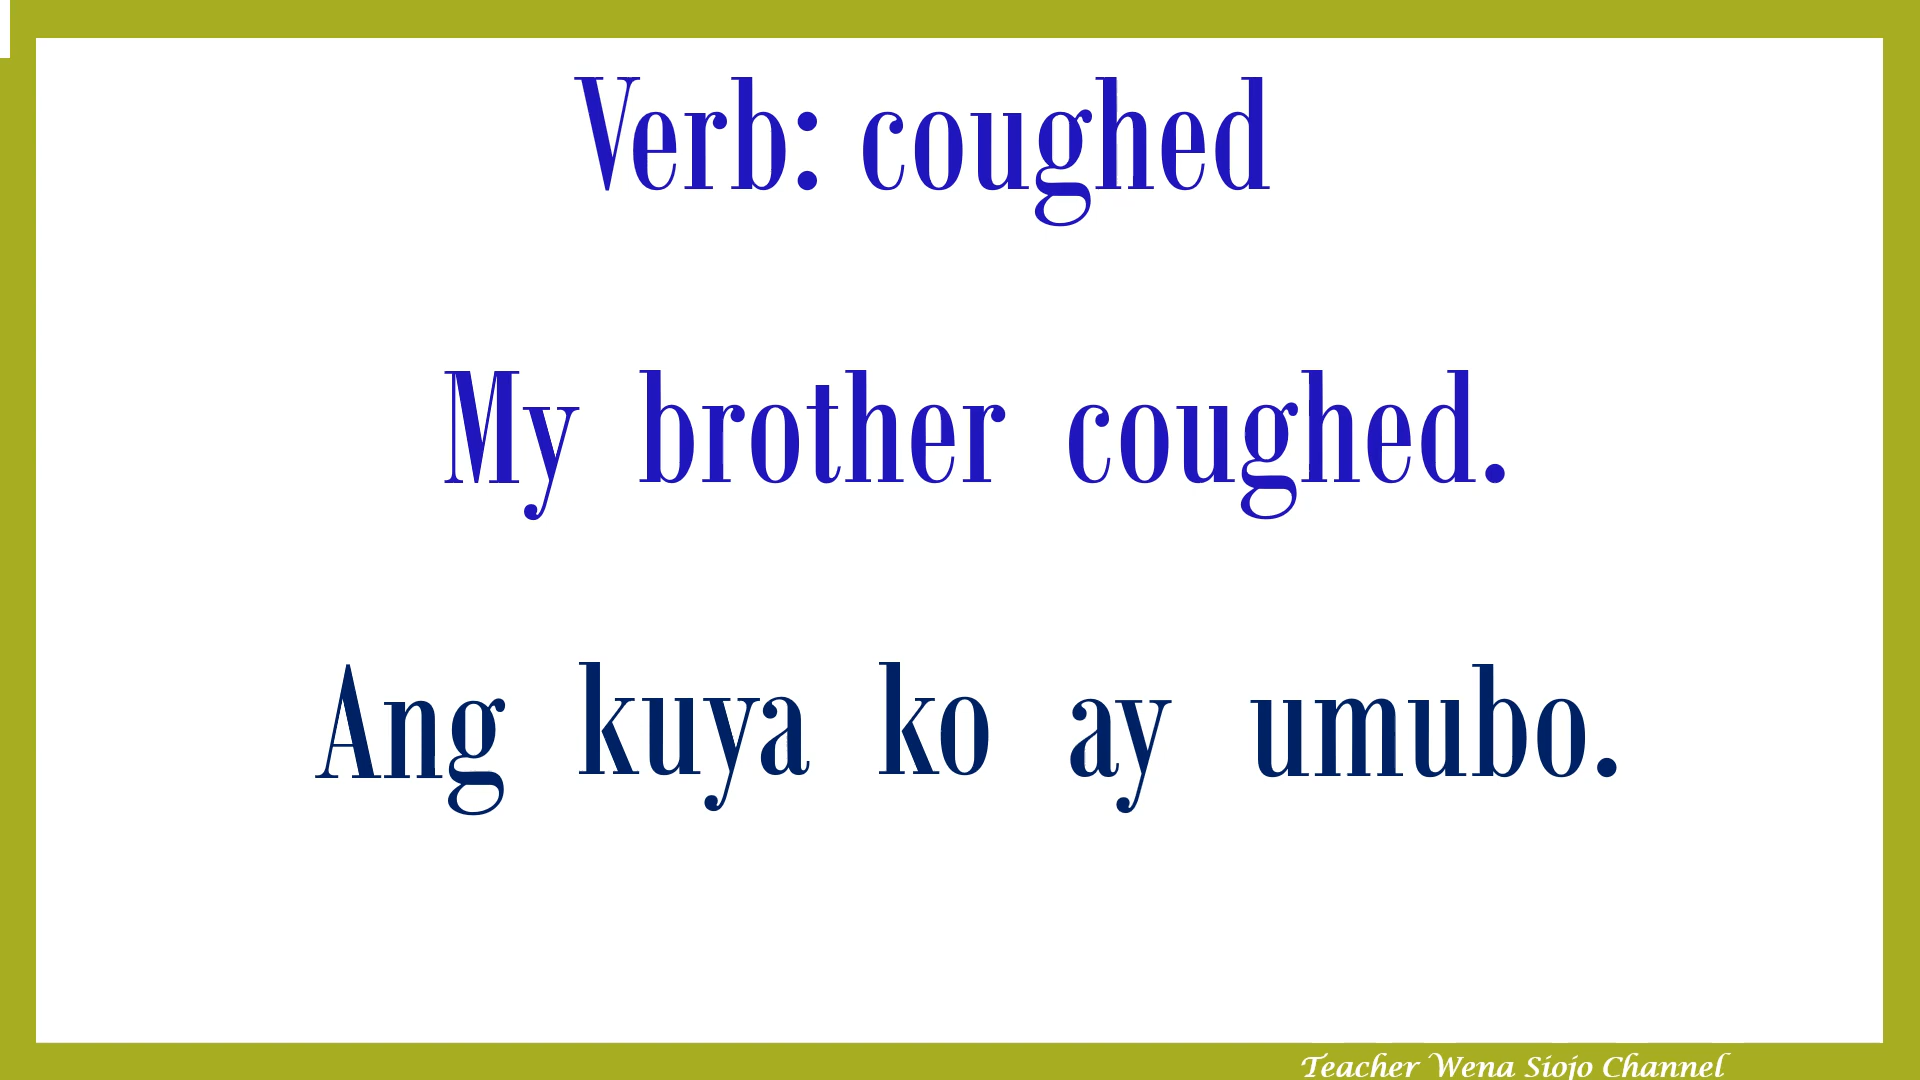 Verb: coughed
My brother coughed.
Ang kuya ko ay umubo.
Teacher Wena Siojo Channel